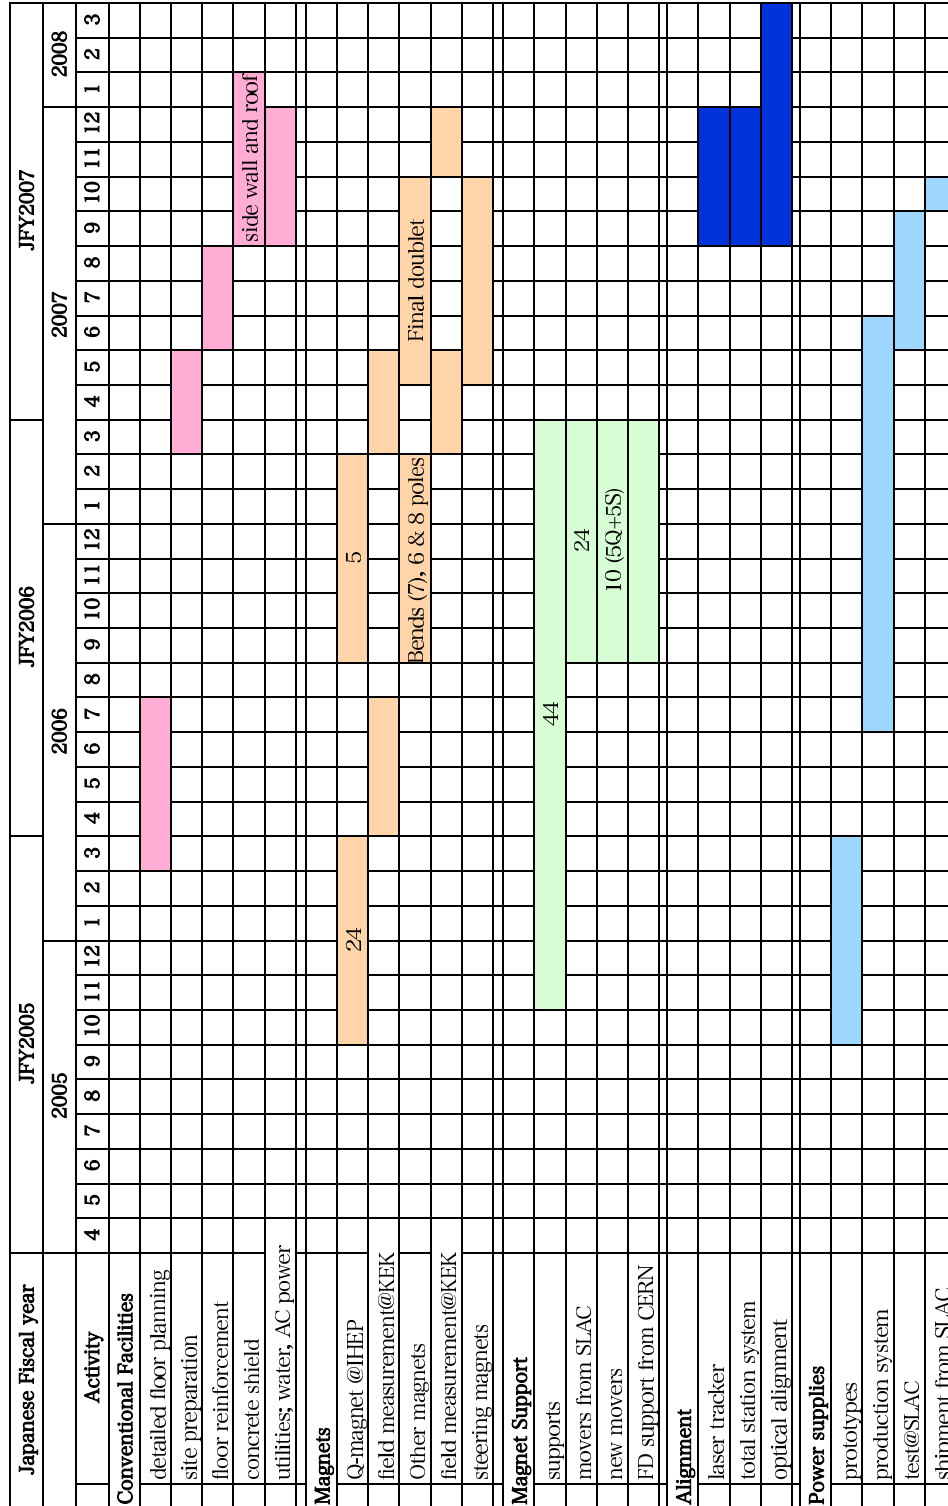 Japanese Fiscal year JFY2005 JFY2006 JFY2007
2005 2006 2007 2008
Activity 4 5 6 7 8 9 10 11 12 1 2 3 4 5 6 7 8 9 10 11 12 1 2 3 4 5 6 7 8 9 10 11 12 1 2 3
Conventional Facilities
detailed floor planning
site preparation
floor reinforcement
concrete shield side wall and roof
utilities; water, AC power
Magnets
Q-magnet @IHEP 24 5
field measurement@KEK
Other magnets Bends (7), 6 & 8 poles Final doublet
field measurement@KEK
steering magnets
Magnet Support
supports 44
movers from SLAC 24
new movers 10 (5Q+5S)
FD support from CERN
Alignment
laser tracker
total station system
optical alignment
Power supplies
prototypes
production system
test@SLAC
shipment from SLAC